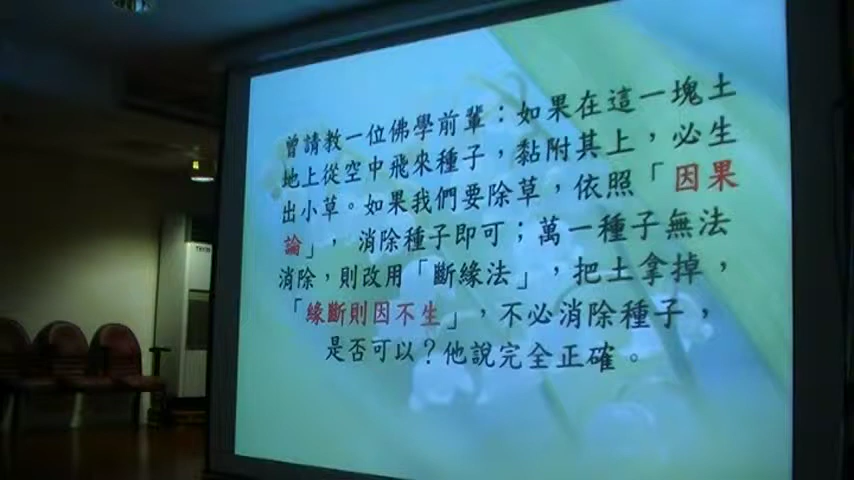 曾請教一位佛學前輩：如果在這一塊土
地上從空中飛來種子，黏附其上，必生
出小草。如果我們要除草，依照「因果
論」，消除種子即可；萬一種子無法
消除，則改用「斷緣法」，把土拿掉，
「緣斷則因不生」，不必消除種子，
是否可以？他說完全正確。